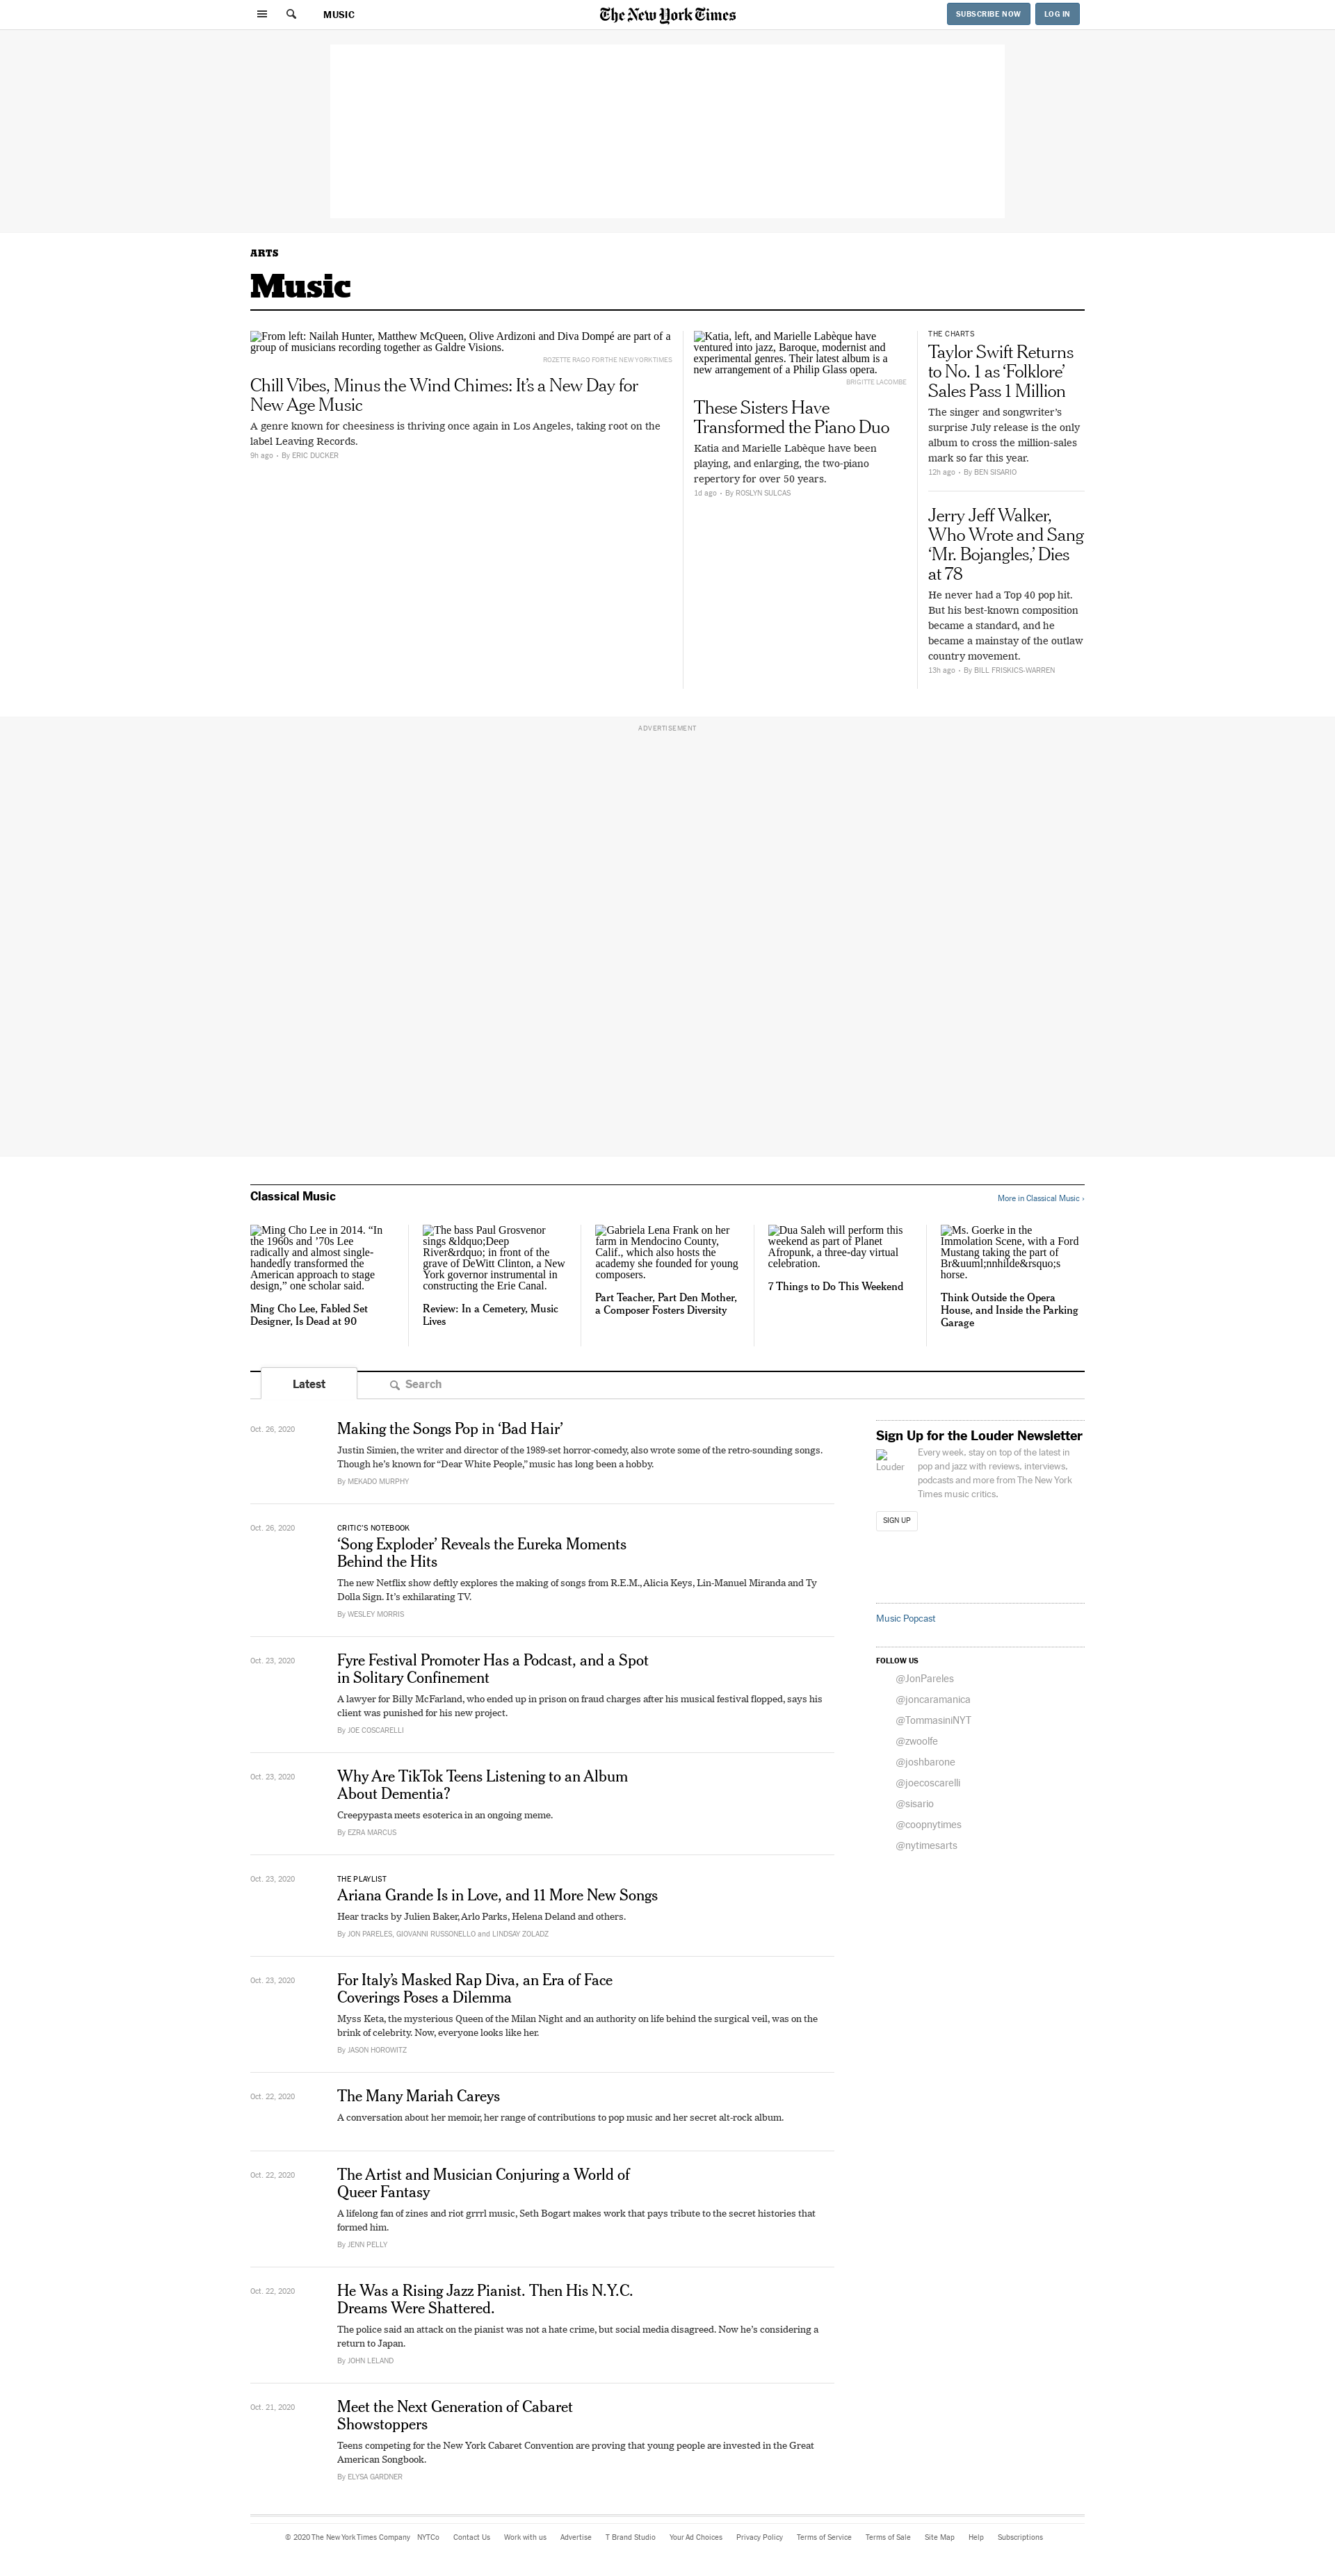 MUSIC
The New York Times
SUBSCRIBE NOW
LOG IN
ARTS
Music
From left: Nailah Hunter, Matthew McQueen, Olive Ardizoni and Diva Dompé are part of a
group of musicians recording together as Galdre Visions.
ROZETTE RAGO FOR THE NEW YORK TIMES
Chill Vibes, Minus the Wind Chimes: It’s a New Day for
New Age Music
A genre known for cheesiness is thriving once again in Los Angeles, taking root on the
label Leaving Records.
9h ago • By ERIC DUCKER
Katia, left, and Marielle Labèque have
ventured into jazz, Baroque, modernist and
experimental genres. Their latest album is a
new arrangement of a Philip Glass opera.
BRIGITTE LACOMBE
These Sisters Have
Transformed the Piano Duo
Katia and Marielle Labèque have been
playing, and enlarging, the two-piano
repertory for over 50 years.
1d ago • By ROSLYN SULCAS
THE CHARTS
Taylor Swift Returns
to No. 1 as ‘Folklore’
Sales Pass 1 Million
The singer and songwriter’s
surprise July release is the only
album to cross the million-sales
mark so far this year.
12h ago • By BEN SISARIO
Jerry Jeff Walker,
Who Wrote and Sang
‘Mr. Bojangles,’ Dies
at 78
He never had a Top 40 pop hit.
But his best-known composition
became a standard, and he
became a mainstay of the outlaw
country movement.
13h ago • By BILL FRISKICS-WARREN
ADVERTISEMENT
Classical Music
More in Classical Music ›
Ming Cho Lee in 2014. “In
the 1960s and ’70s Lee
radically and almost single-
handedly transformed the
American approach to stage
design,” one scholar said.
Ming Cho Lee, Fabled Set
Designer, Is Dead at 90
The bass Paul Grosvenor
sings &ldquo;Deep
River&rdquo; in front of the
grave of DeWitt Clinton, a New
York governor instrumental in
constructing the Erie Canal.
Review: In a Cemetery, Music
Lives
Gabriela Lena Frank on her
farm in Mendocino County,
Calif., which also hosts the
academy she founded for young
composers.
Part Teacher, Part Den Mother,
a Composer Fosters Diversity
Dua Saleh will perform this
weekend as part of Planet
Afropunk, a three-day virtual
celebration.
7 Things to Do This Weekend
Ms. Goerke in the
Immolation Scene, with a Ford
Mustang taking the part of
Br&uuml;nnhilde&rsquo;s
horse.
Think Outside the Opera
House, and Inside the Parking
Garage
Latest
Search
Oct. 26, 2020
Making the Songs Pop in ‘Bad Hair’
Justin Simien, the writer and director of the 1989-set horror-comedy, also wrote some of the retro-sounding songs.
Though he’s known for “Dear White People,” music has long been a hobby.
By MEKADO MURPHY
Oct. 26, 2020
CRITIC’S NOTEBOOK
‘Song Exploder’ Reveals the Eureka Moments
Behind the Hits
The new Netflix show deftly explores the making of songs from R.E.M., Alicia Keys, Lin-Manuel Miranda and Ty
Dolla Sign. It’s exhilarating TV.
By WESLEY MORRIS
Oct. 23, 2020
Fyre Festival Promoter Has a Podcast, and a Spot
in Solitary Confinement
A lawyer for Billy McFarland, who ended up in prison on fraud charges after his musical festival flopped, says his
client was punished for his new project.
By JOE COSCARELLI
Oct. 23, 2020
Why Are TikTok Teens Listening to an Album
About Dementia?
Creepypasta meets esoterica in an ongoing meme.
By EZRA MARCUS
Oct. 23, 2020
THE PLAYLIST
Ariana Grande Is in Love, and 11 More New Songs
Hear tracks by Julien Baker, Arlo Parks, Helena Deland and others.
By JON PARELES, GIOVANNI RUSSONELLO and LINDSAY ZOLADZ
Oct. 23, 2020
For Italy’s Masked Rap Diva, an Era of Face
Coverings Poses a Dilemma
Myss Keta, the mysterious Queen of the Milan Night and an authority on life behind the surgical veil, was on the
brink of celebrity. Now, everyone looks like her.
By JASON HOROWITZ
Oct. 22, 2020
The Many Mariah Careys
A conversation about her memoir, her range of contributions to pop music and her secret alt-rock album.
Oct. 22, 2020
The Artist and Musician Conjuring a World of
Queer Fantasy
A lifelong fan of zines and riot grrrl music, Seth Bogart makes work that pays tribute to the secret histories that
formed him.
By JENN PELLY
Oct. 22, 2020
He Was a Rising Jazz Pianist. Then His N.Y.C.
Dreams Were Shattered.
The police said an attack on the pianist was not a hate crime, but social media disagreed. Now he’s considering a
return to Japan.
By JOHN LELAND
Oct. 21, 2020
Meet the Next Generation of Cabaret
Showstoppers
Teens competing for the New York Cabaret Convention are proving that young people are invested in the Great
American Songbook.
By ELYSA GARDNER
Sign Up for the Louder Newsletter
Louder
Every week, stay on top of the latest in
pop and jazz with reviews, interviews,
podcasts and more from The New York
Times music critics.
SIGN UP
Music Popcast
FOLLOW US
@JonPareles
@joncaramanica
@TommasiniNYT
@zwoolfe
@joshbarone
@joecoscarelli
@sisario
@coopnytimes
@nytimesarts
© 2020 The New York Times Company NYTCo Contact Us Work with us Advertise T Brand Studio Your Ad Choices Privacy Policy Terms of Service Terms of Sale Site Map Help Subscriptions